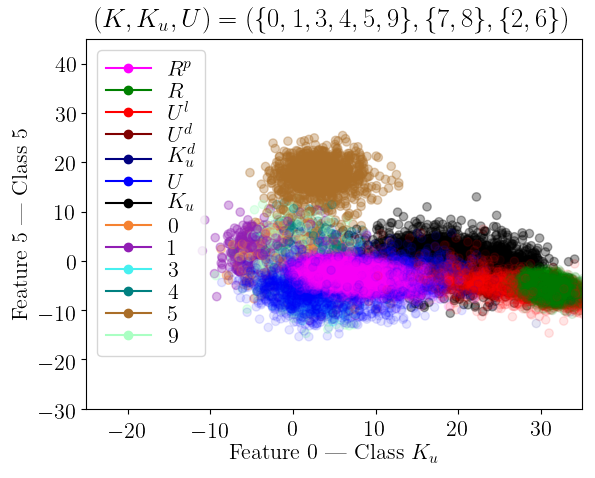 (K, K_u, U) = ({0, 1, 3, 4, 5, 9}, {7, 8}, {2, 6})
40
30
20
10
0
−10
−20
−30
Feature 5 — Class 5
R^p
R
U^l
U^d
K_u^d
U
K_u
0
1
3
4
5
9
−20
−10
0
10
20
30
Feature 0 — Class K_u